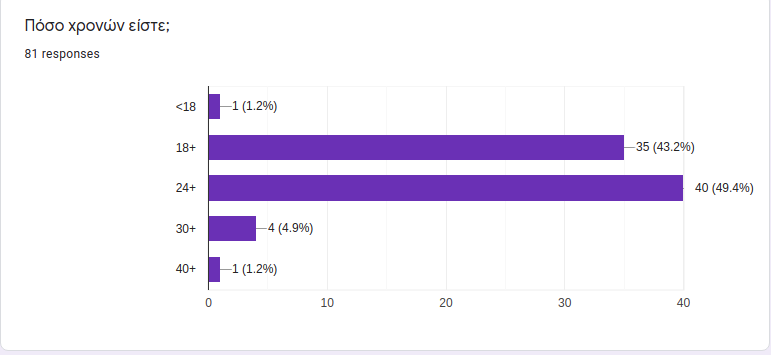 Πόσο χρονών είστε;
81 responses
<18 1 (1.2%)
18+ 35 (43.2%)
24+ 40 (49.4%)
30+ 4 (4.9%)
40+ 1 (1.2%)
0 10 20 30 40